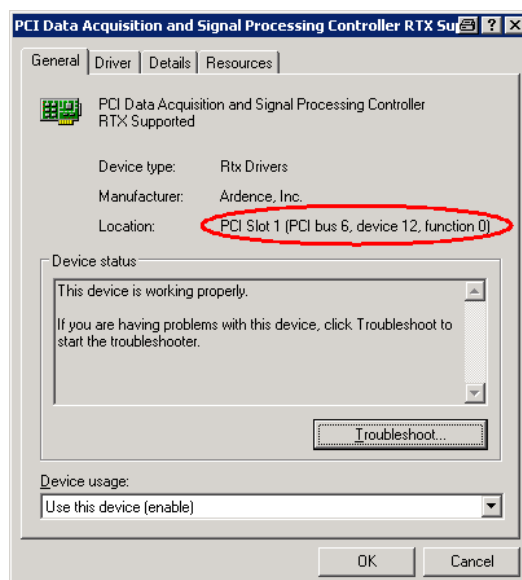 PCI Data Acquisition and Signal Processing Controller RTX Su
General Driver Details Resources
PCI Data Acquisition and Signal Processing Controller
RTX Supported
Device type: Rtx Drivers
Manufacturer: Ardence, Inc.
Location: PCI Slot 1 (PCI bus 6, device 12, function 0)
Device status
This device is working properly.
If you are having problems with this device, click Troubleshoot to
start the troubleshooter.
Troubleshoot...
Device usage:
Use this device (enable)
OK Cancel